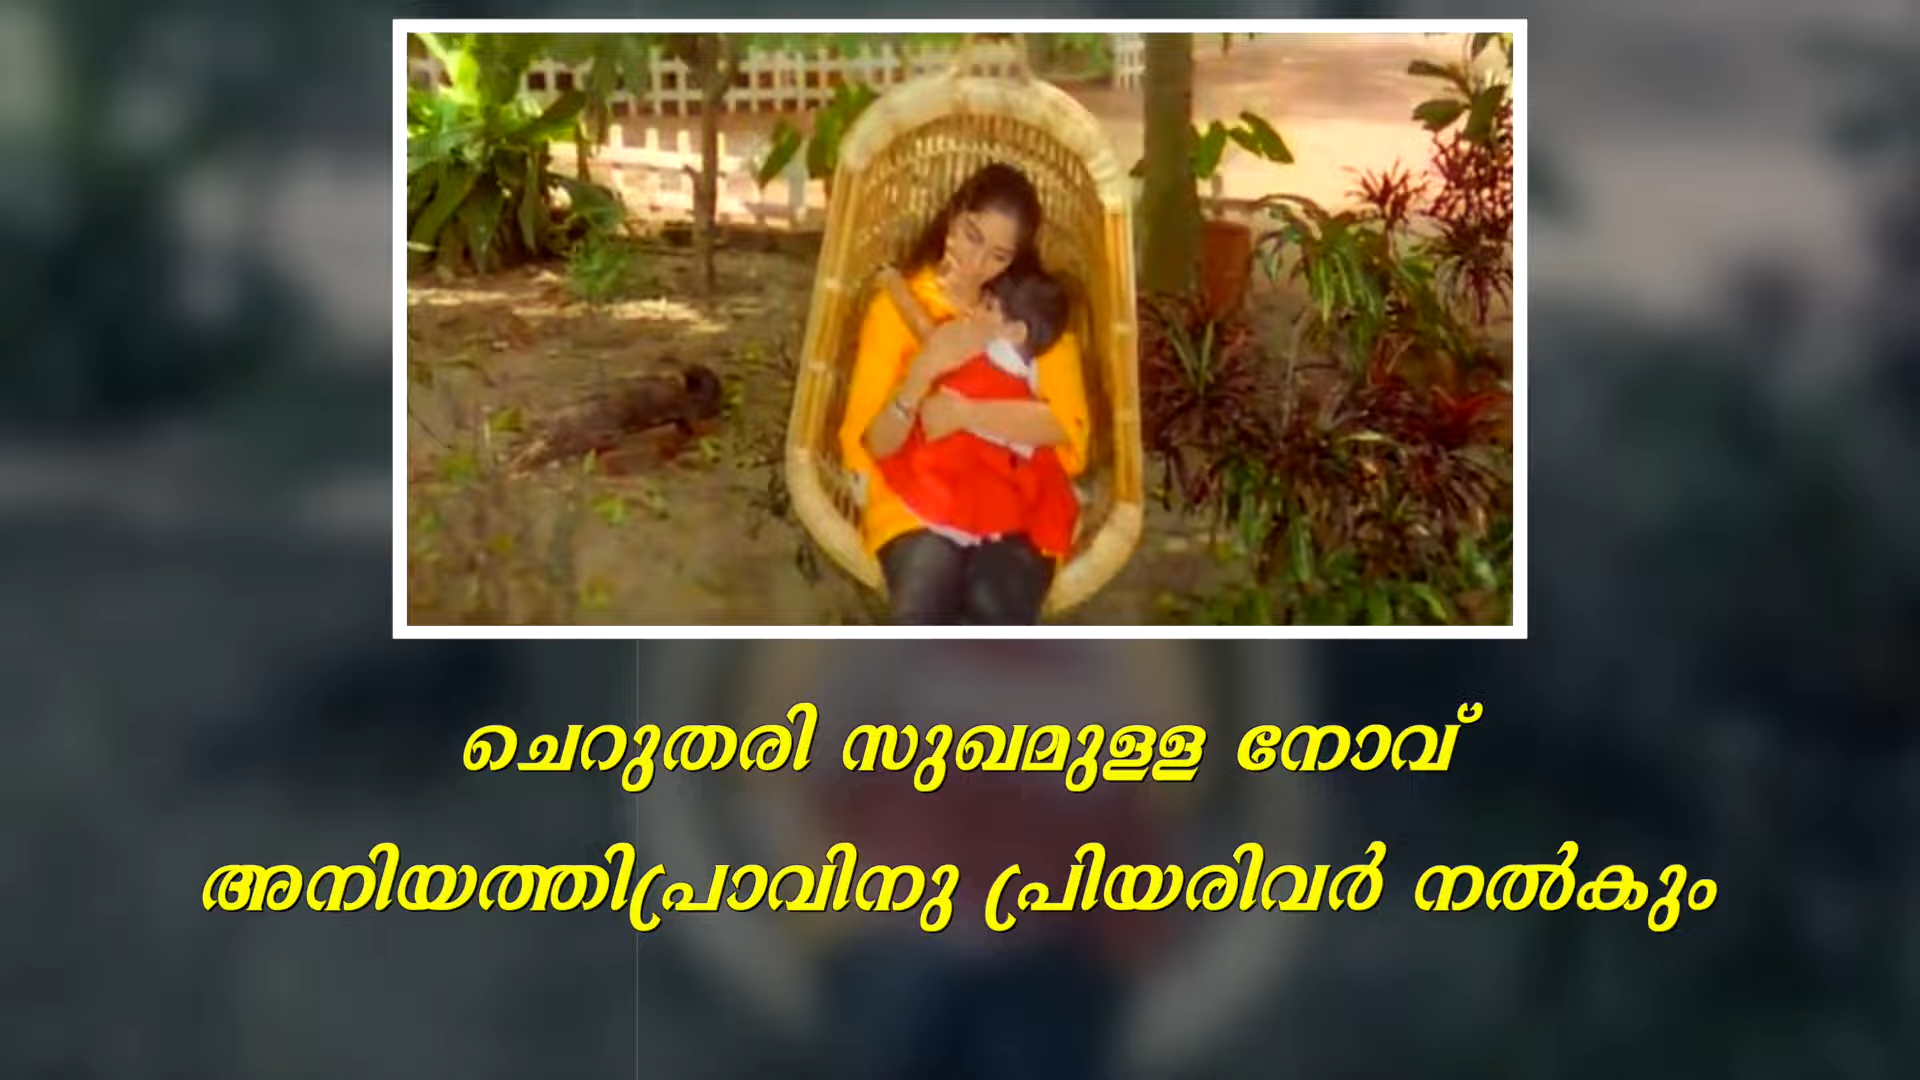 ചെറുതരി സുഖമുള്ള നോവ്
അനിയത്തിപ്രാവിനു പ്രിയരിവർ നൽകും